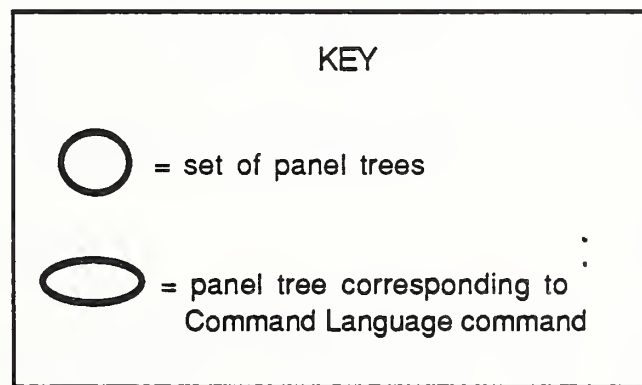 KEY
= set of panel trees
= panel tree corresponding to
Command Language command